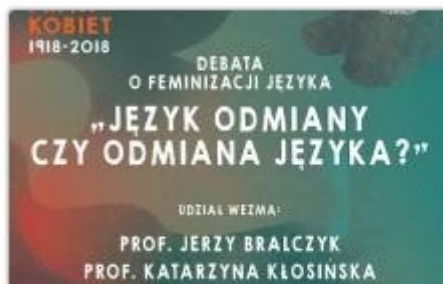 KOBIET
1918-2018
DEBATA
O FEMINIZACJI JĘZYKA
„JĘZYK ODMIANY
CZY ODMIANA JĘZYKA?”
UDZIAŁ WEZMĄ:
PROF. JERZY BRALCZYK
PROF. KATARZYNA KŁOSIŃSKA